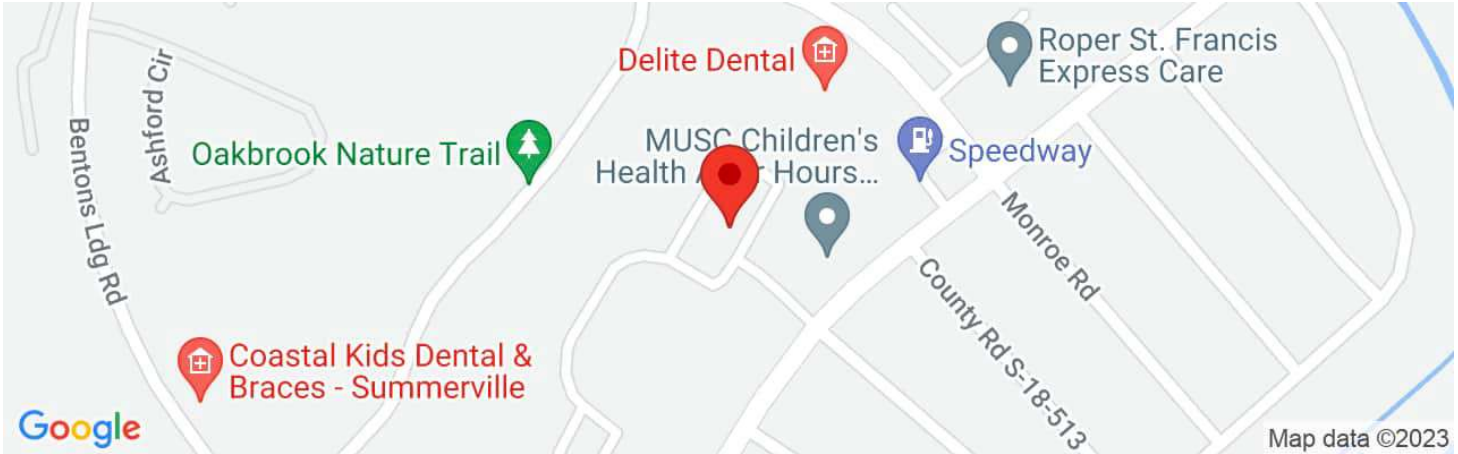 Ashford Cir
Bentons Ldg Rd
Oakbrook Nature Trail
Delite Dental
Roper St. Francis
Express Care
MUSC Children's
Health Hours...
Speedway
Monroe Rd
County Rd S-18-513
Coastal Kids Dental &
Braces - Summerville
Google
Map data ©2023